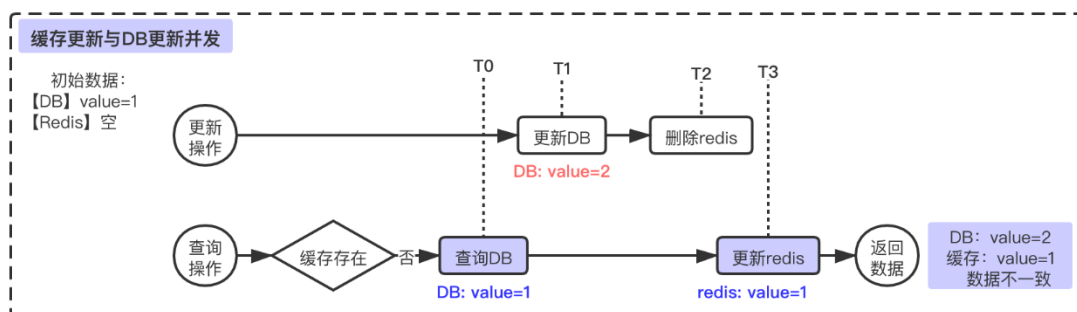 缓存更新与DB更新并发
初始数据：
【DB】value=1
【Redis】空
T0
T1
T2
T3
更新
操作
更新DB
删除redis
DB: value=2
查询
操作
缓存存在
否
查询DB
更新redis
返回
数据
DB: value=1
redis: value=1
DB：value=2
缓存：value=1
数据不一致